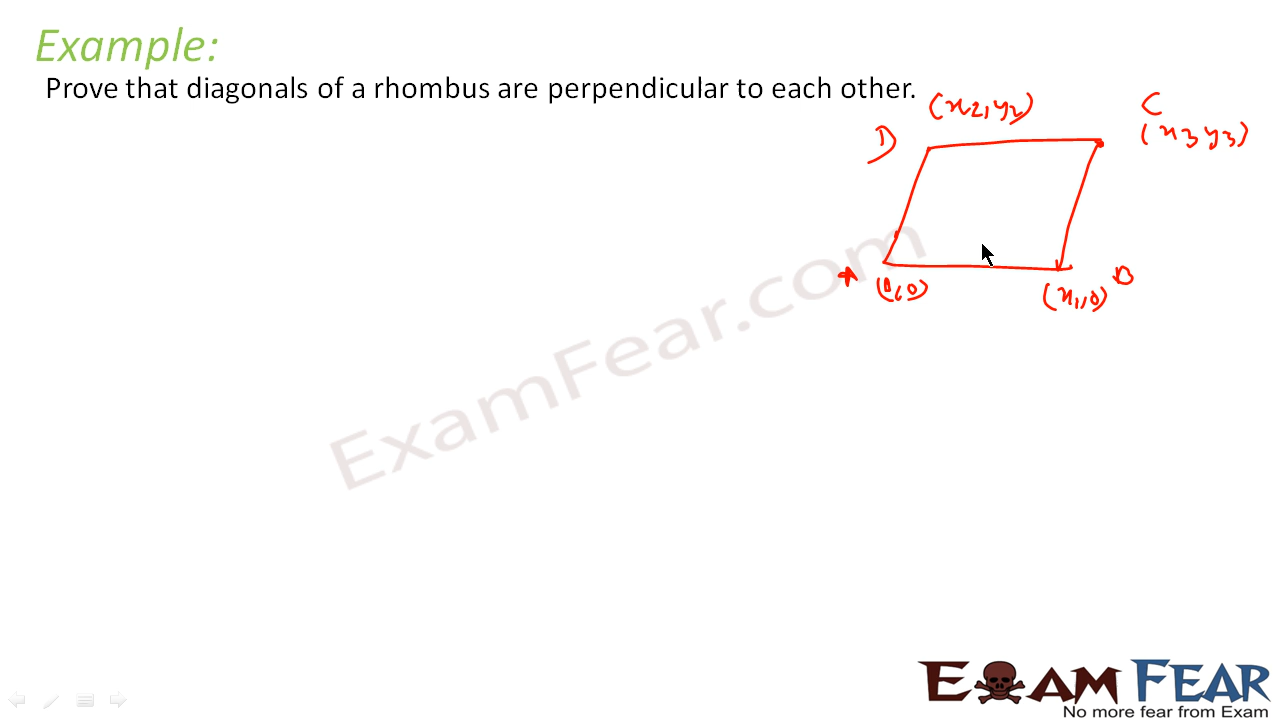 Example:
Prove that diagonals of a rhombus are perpendicular to each other.
(x2, y2)
C
D
(x3 y3)
A
(0,0)
(x1,0)
B
ExamFear.com
EXAM FEAR
No more fear from Exam